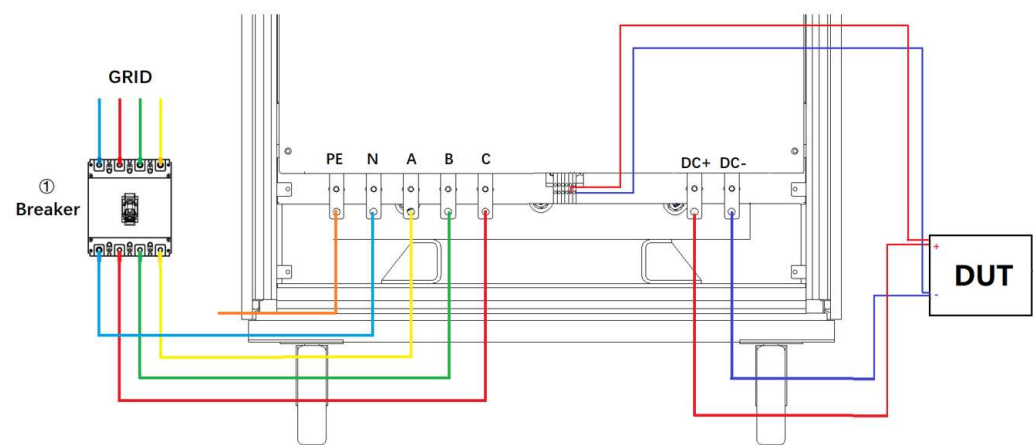 GRID
①
Breaker
PE N A B C
DC+ DC-
+
DUT
-